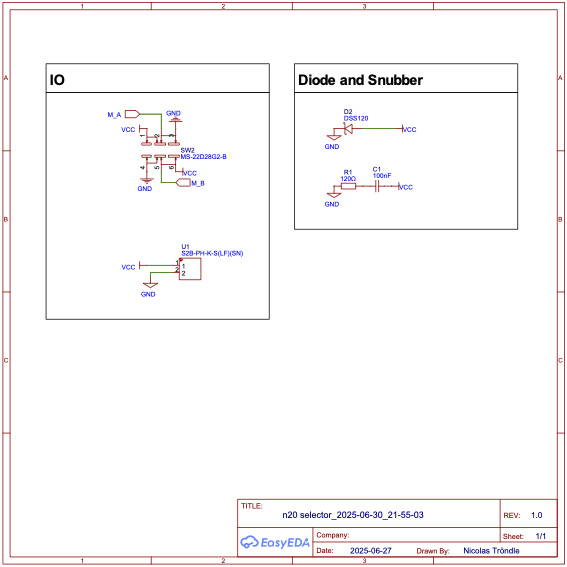 1
2
3
A
A
IO
Diode and Snubber
M_A
GND
VCC
1
2
3
SW2
MS-22D28G2-B
4
5
6
VCC
GND
M_B
D2
DSS120
VCC
GND
R1
120Ω
C1
100nF
VCC
GND
B
B
U1
S2B-PH-K-S(LF)(SN)
VCC
1
1
2
2
GND
C
C
TITLE:
n20 selector_2025-06-30_21-55-03
REV:
1.0
EasyEDA
Company:
Sheet:
1/1
Date:
2025-06-27
Drawn By:
Nicolas Tröndle
1
2
3